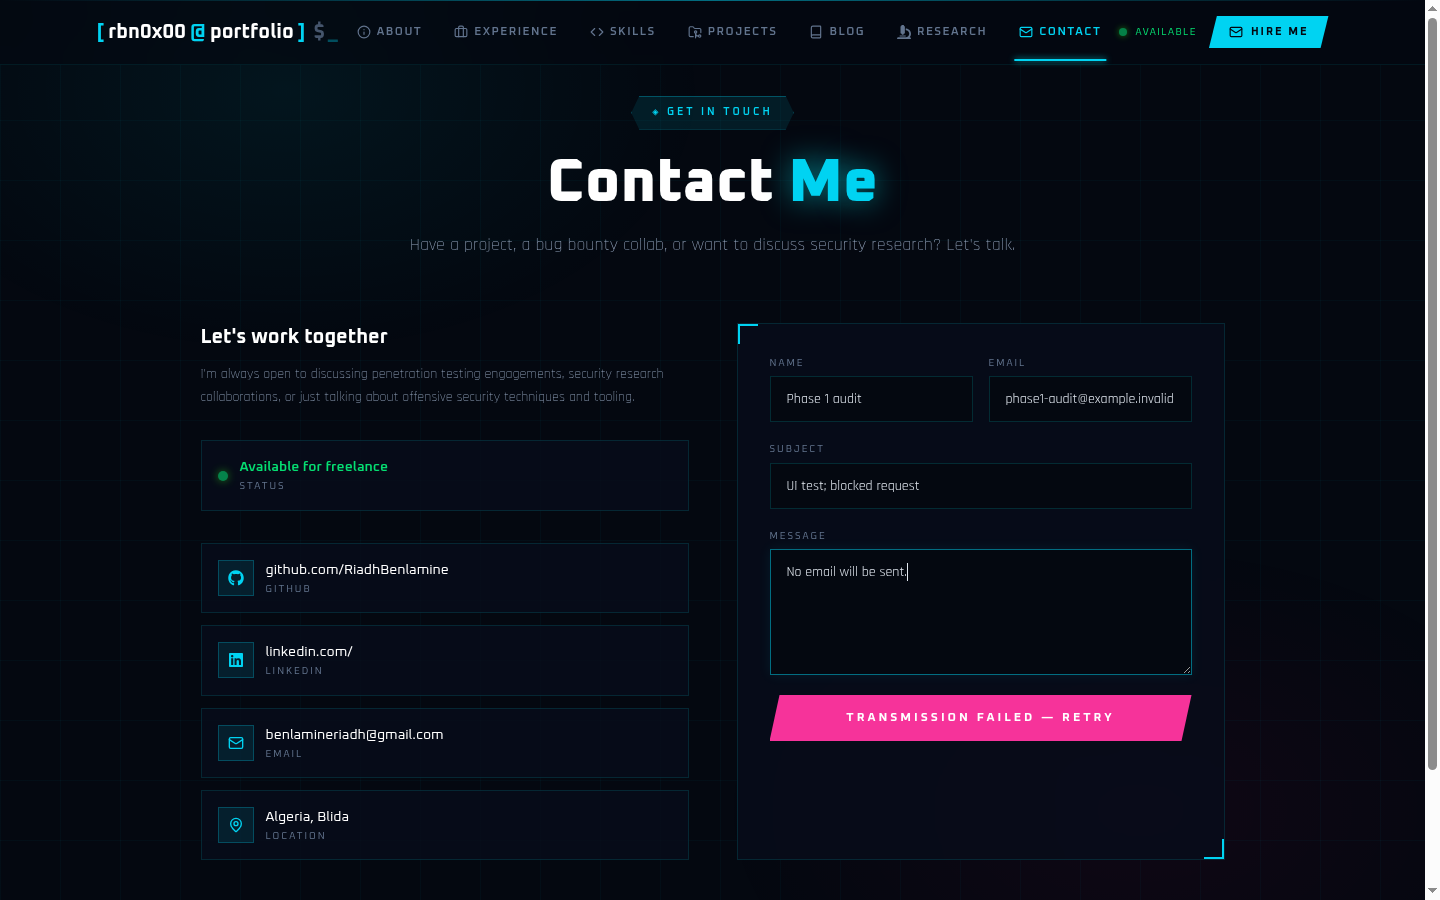 [ rbn0x00 @ portfolio ] $_
ABOUT
EXPERIENCE
SKILLS
PROJECTS
BLOG
RESEARCH
CONTACT
AVAILABLE
HIRE ME
GET IN TOUCH
Contact Me
Have a project, a bug bounty collab, or want to discuss security research? Let's talk.
Let's work together
I'm always open to discussing penetration testing engagements, security research
collaborations, or just talking about offensive security techniques and tooling.
Available for freelance
STATUS
github.com/RiadhBenlamine
GITHUB
linkedin.com/
LINKEDIN
benlamineriadh@gmail.com
EMAIL
Algeria, Blida
LOCATION
NAME
Phase 1 audit
EMAIL
phase1-audit@example.invalid
SUBJECT
UI test; blocked request
MESSAGE
No email will be sent.
TRANSMISSION FAILED — RETRY